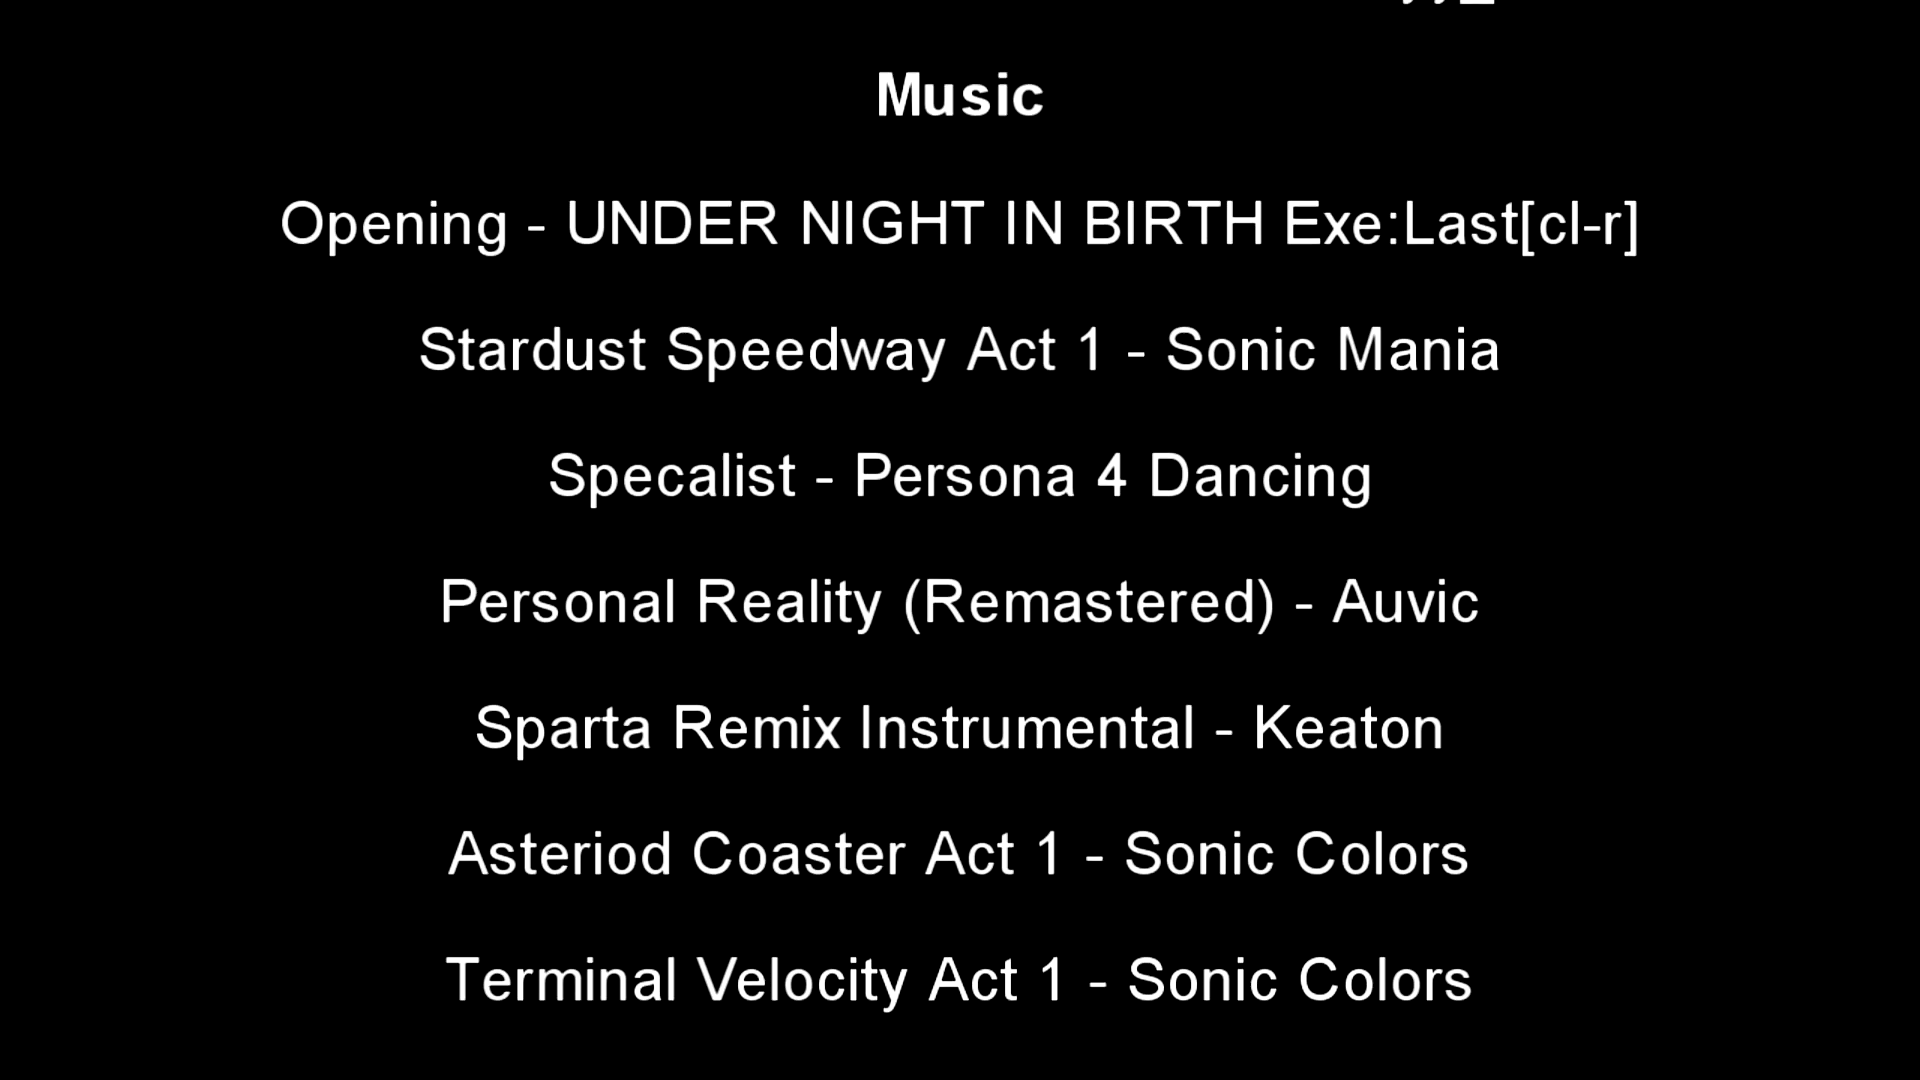 Music
Opening - UNDER NIGHT IN BIRTH Exe:Last[cl-r]
Stardust Speedway Act 1 - Sonic Mania
Specalist - Persona 4 Dancing
Personal Reality (Remastered) - Auvic
Sparta Remix Instrumental - Keaton
Asteriod Coaster Act 1 - Sonic Colors
Terminal Velocity Act 1 - Sonic Colors